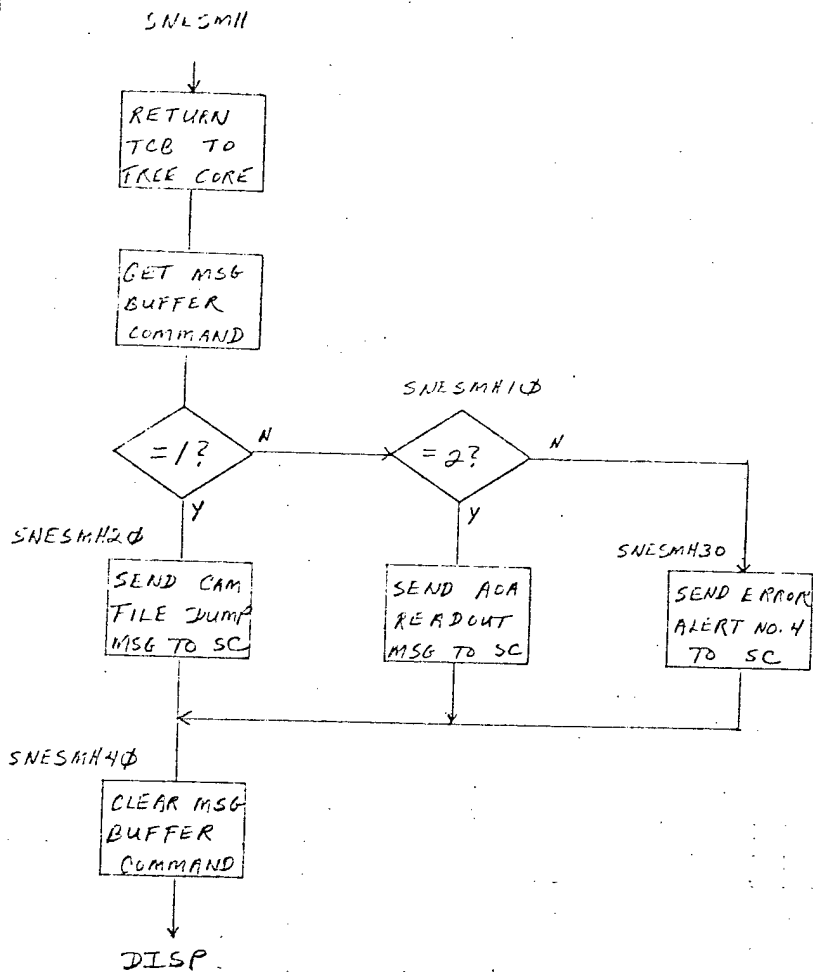 SNESMH
RETURN
TCB TO
FREE CORE
GET MSG
BUFFER
COMMAND
SNESMH1Ø
=1?
N
=2?
N
Y
Y
SNESMH2Ø
SNESMH30
SEND CAM
FILE DUMP
MSG TO SC
SEND AOA
READOUT
MSG TO SC
SEND ERROR
ALERT NO. 4
TO SC
SNESMH4Ø
CLEAR MSG
BUFFER
COMMAND
DISP.